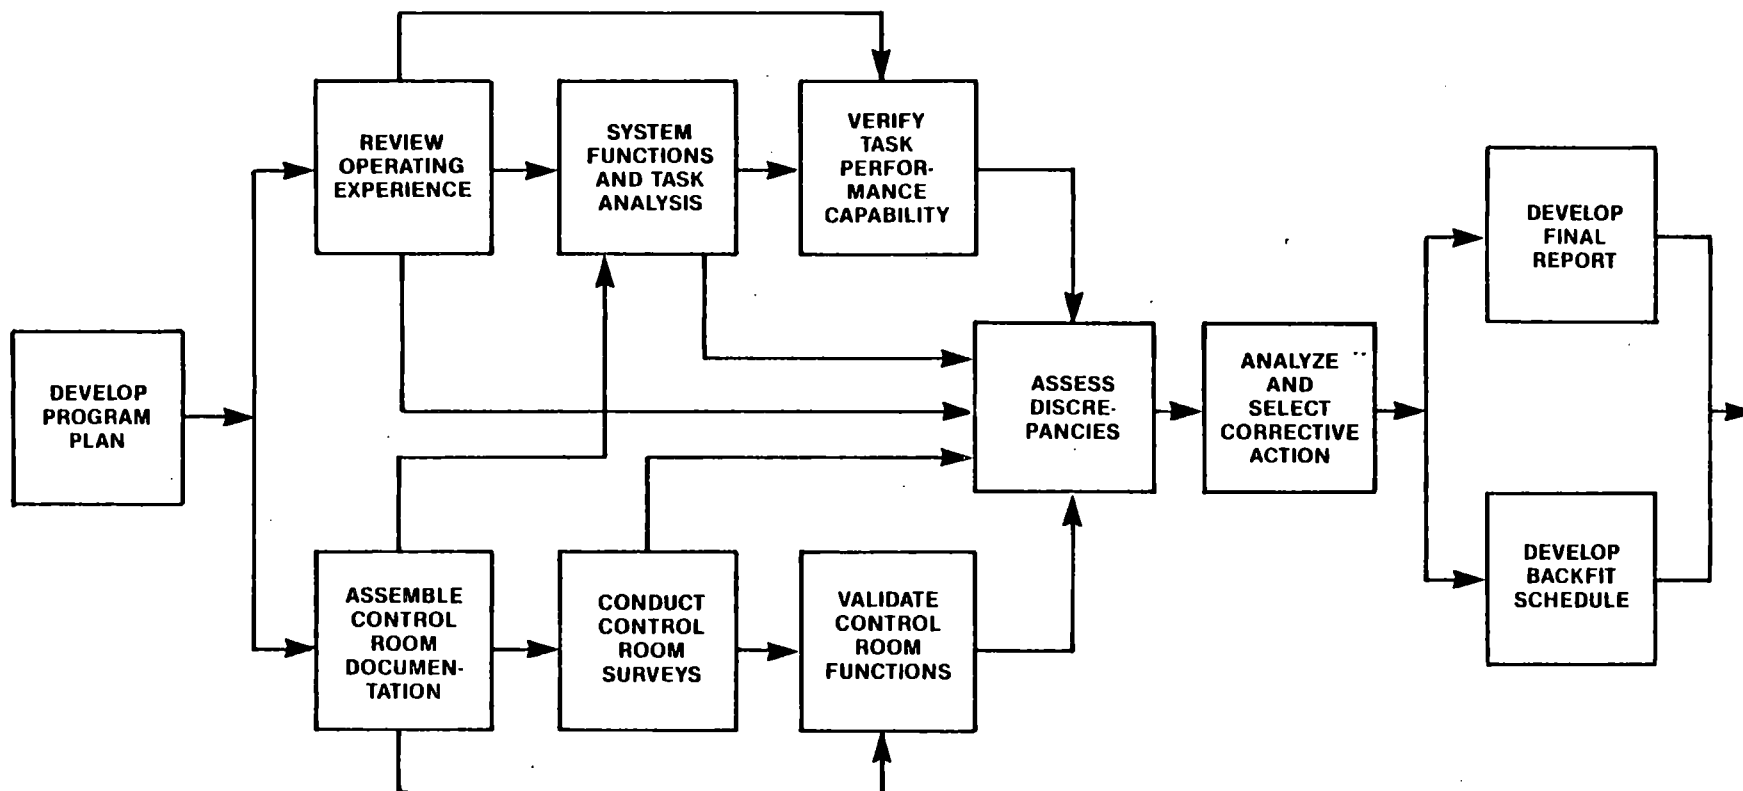 DEVELOP
PROGRAM
PLAN
REVIEW
OPERATING
EXPERIENCE
SYSTEM
FUNCTIONS
AND TASK
ANALYSIS
VERIFY
TASK
PERFOR-
MANCE
CAPABILITY
ASSEMBLE
CONTROL
ROOM
DOCUMEN-
TATION
CONDUCT
CONTROL
ROOM
SURVEYS
VALIDATE
CONTROL
ROOM
FUNCTIONS
ASSESS
DISCRE-
PANCIES
ANALYZE
AND
SELECT
CORRECTIVE
ACTION
DEVELOP
FINAL
REPORT
DEVELOP
BACKFIT
SCHEDULE